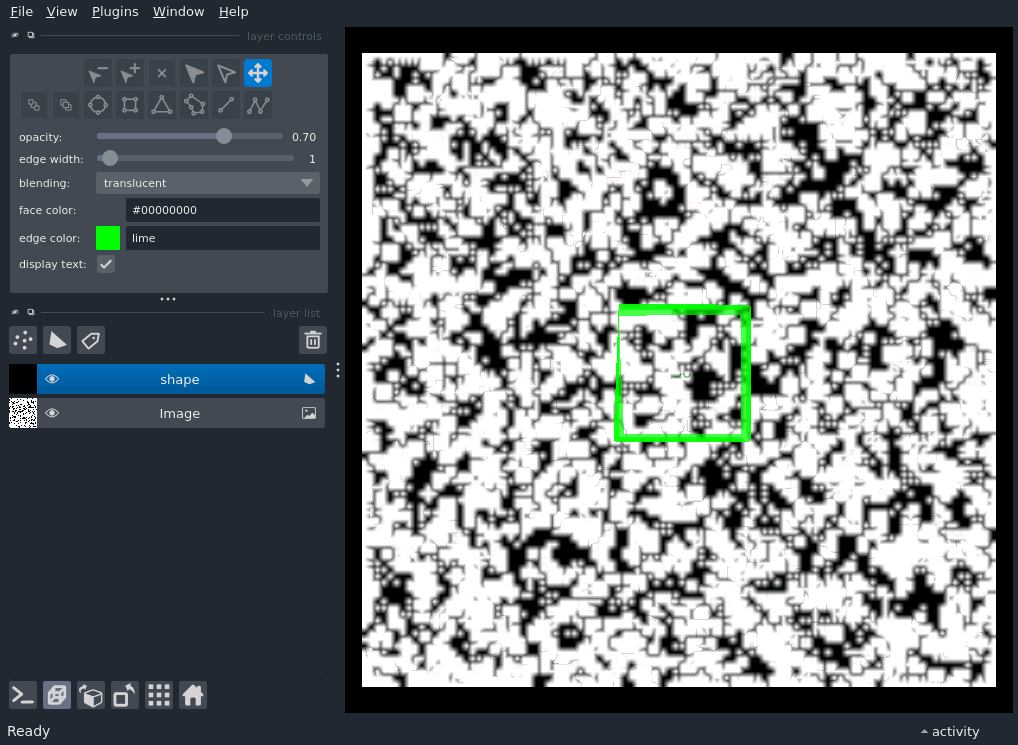 File View Plugins Window Help
layer controls
opacity: 0.70
edge width: 1
blending: translucent
face color: #00000000
edge color: lime
display text:
layer list
shape
Image
Ready
activity